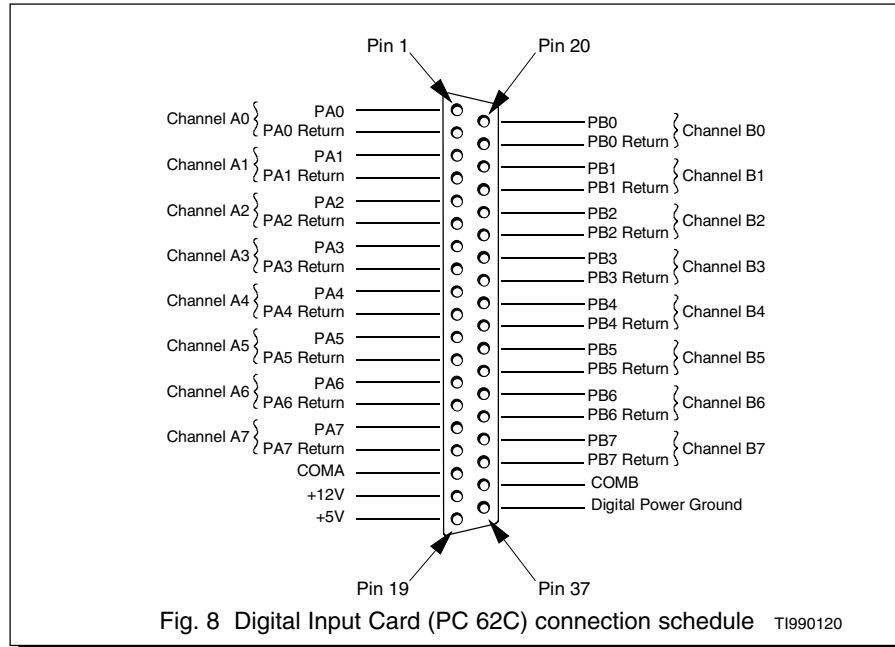 Pin 1
Pin 20
Channel A0
PA0
PA0 Return
Channel A1
PA1
PA1 Return
Channel A2
PA2
PA2 Return
Channel A3
PA3
PA3 Return
Channel A4
PA4
PA4 Return
Channel A5
PA5
PA5 Return
Channel A6
PA6
PA6 Return
Channel A7
PA7
PA7 Return
COMA
+12V
+5V
PB0
PB0 Return
Channel B0
PB1
PB1 Return
Channel B1
PB2
PB2 Return
Channel B2
PB3
PB3 Return
Channel B3
PB4
PB4 Return
Channel B4
PB5
PB5 Return
Channel B5
PB6
PB6 Return
Channel B6
PB7
PB7 Return
Channel B7
COMB
Digital Power Ground
Pin 19
Pin 37
Fig. 8 Digital Input Card (PC 62C) connection schedule TI990120